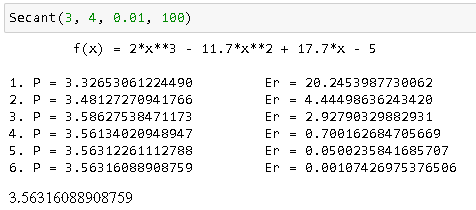 Secant(3, 4, 0.01, 100)
f(x) = 2*x**3 - 11.7*x**2 + 17.7*x - 5
1. P = 3.32653061224490 Er = 20.2453987730062
2. P = 3.48127270941766 Er = 4.44498636243420
3. P = 3.58627538471173 Er = 2.92790329882931
4. P = 3.56134020948947 Er = 0.700162684705669
5. P = 3.56312261112788 Er = 0.0500235841685707
6. P = 3.56316088908759 Er = 0.00107426975376506
3.56316088908759